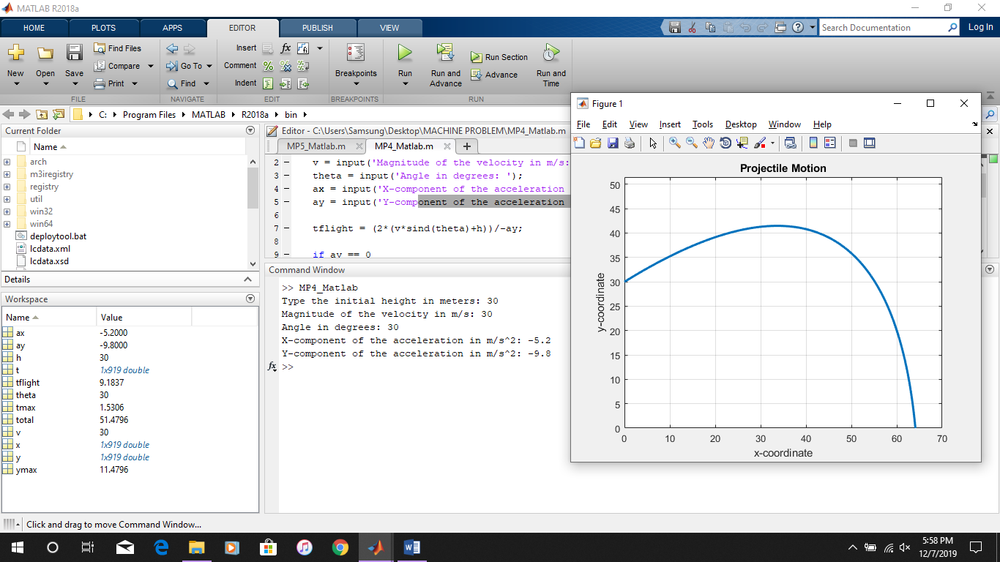 MATLAB R2018a
HOME PLOTS APPS EDITOR PUBLISH VIEW Search Documentation Log In
New Open Save Find Files Compare Print
Go To Find
Insert fx
Comment
Indent
Breakpoints
Run Run and Advance Run Section Advance Run and Time
FILE NAVIGATE EDIT BREAKPOINTS RUN
C: Program Files MATLAB R2018a bin
Current Folder
Name
arch
m3iregistry
registry
util
win32
win64
deploytool.bat
lcdata.xml
lcdata.xsd
Details
Workspace
Name Value
ax -5.2000
ay -9.8000
h 30
t 1x919 double
tflight 9.1837
theta 30
tmax 1.5306
total 51.4796
v 30
x 1x919 double
y 1x919 double
ymax 11.4796
Editor - C:\Users\Samsung\Desktop\MACHINE PROBLEM\MP4_Matlab.m
MP5_Matlab.m MP4_Matlab.m +
2 - v = input('Magnitude of the velocity in m/s:
3 - theta = input('Angle in degrees: ');
4 - ax = input('X-component of the acceleration
5 - ay = input('Y-component of the acceleration
6
7 - tflight = (2*(v*sind(theta)+h))/-ay;
8
9 - if ay == 0
Command Window
>> MP4_Matlab
Type the initial height in meters: 30
Magnitude of the velocity in m/s: 30
Angle in degrees: 30
X-component of the acceleration in m/s^2: -5.2
Y-component of the acceleration in m/s^2: -9.8
fx >>
Figure 1
File Edit View Insert Tools Desktop Window Help
Projectile Motion
50
45
40
35
30
25
20
15
10
5
0
y-coordinate
0 10 20 30 40 50 60 70
x-coordinate
Click and drag to move Command Window...
5:58 PM
12/7/2019